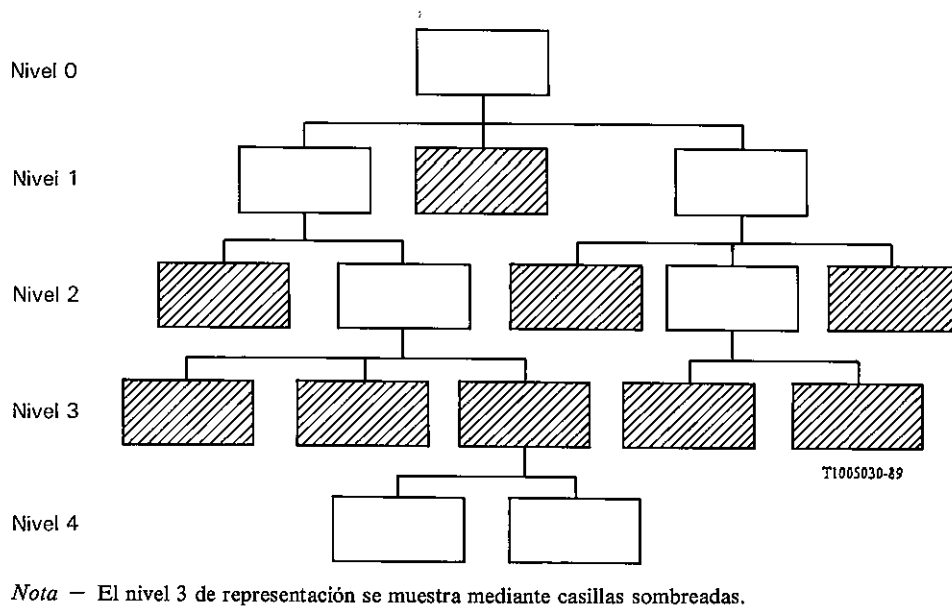 Nivel 0
Nivel 1
Nivel 2
Nivel 3
T1005030-89
Nivel 4
Nota — El nivel 3 de representación se muestra mediante casillas sombreadas.